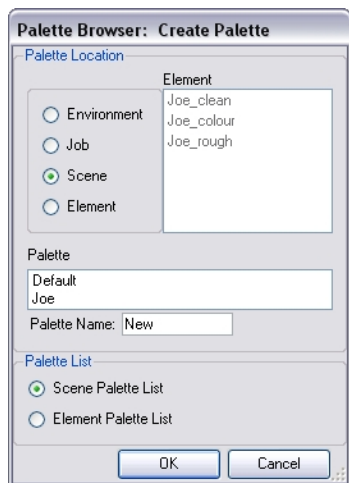 Palette Browser: Create Palette
Palette Location
Element
Environment
Job
Scene
Element
Joe_clean
Joe_colour
Joe_rough
Palette
Default
Joe
Palette Name: New
Palette List
Scene Palette List
Element Palette List
OK
Cancel